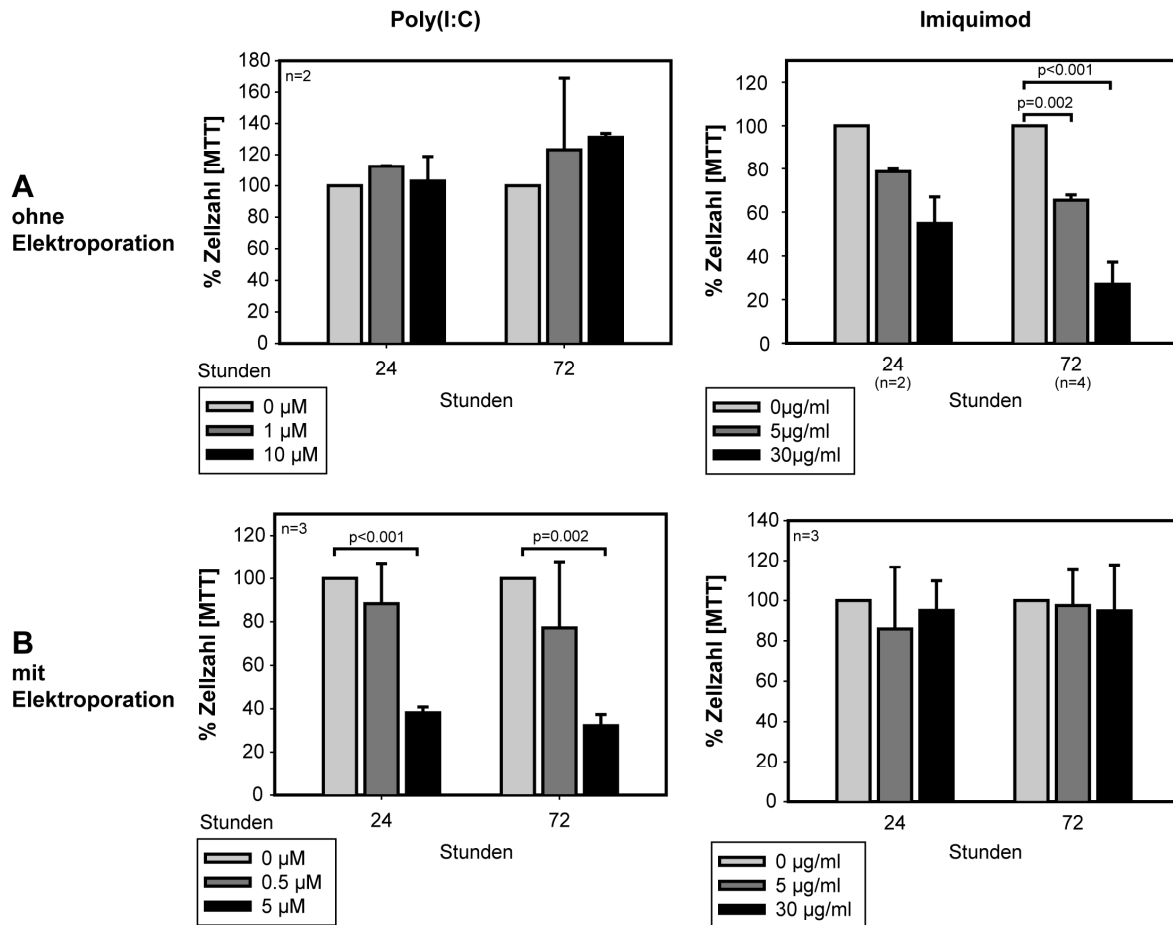 Poly(I:C)
Imiquimod
A
ohne
Elektroporation
% Zellzahl [MTT]
180
160
140
120
100
80
60
40
20
0
n=2
24
72
Stunden
Stunden
0 µM
1 µM
10 µM
% Zellzahl [MTT]
120
100
80
60
40
20
0
p<0.001
p=0.002
24
72
(n=2)
(n=4)
Stunden
0µg/ml
5µg/ml
30µg/ml
B
mit
Elektroporation
% Zellzahl [MTT]
120
100
80
60
40
20
0
n=3
p<0.001
p=0.002
24
72
Stunden
Stunden
0 µM
0.5 µM
5 µM
% Zellzahl [MTT]
140
120
100
80
60
40
20
0
n=3
24
72
Stunden
0 µg/ml
5 µg/ml
30 µg/ml